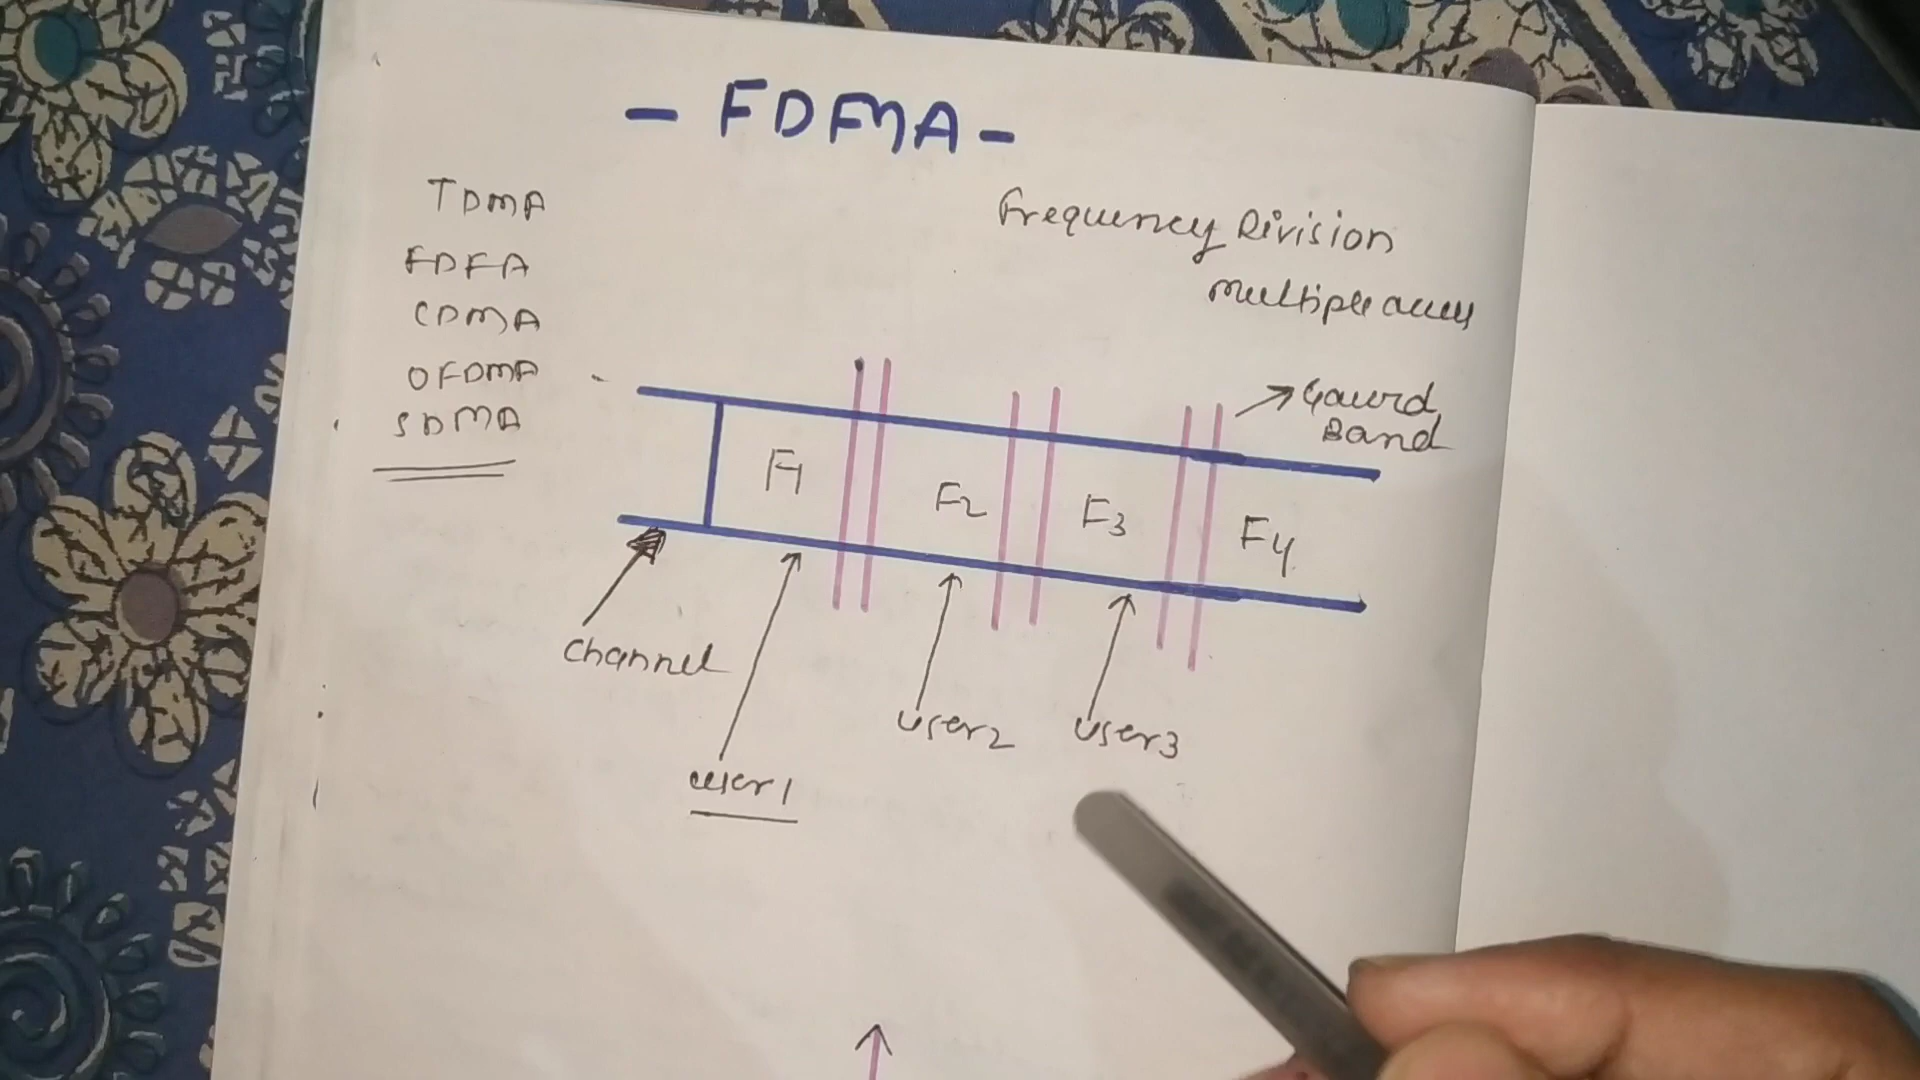 - FDFMA -
TDMA
FDFA
CDMA
OFDMA
SDMA
Frequency Division
Multiple access
Gaurd
Band
F1
F2
F3
F4
channel
user1
user2
user3